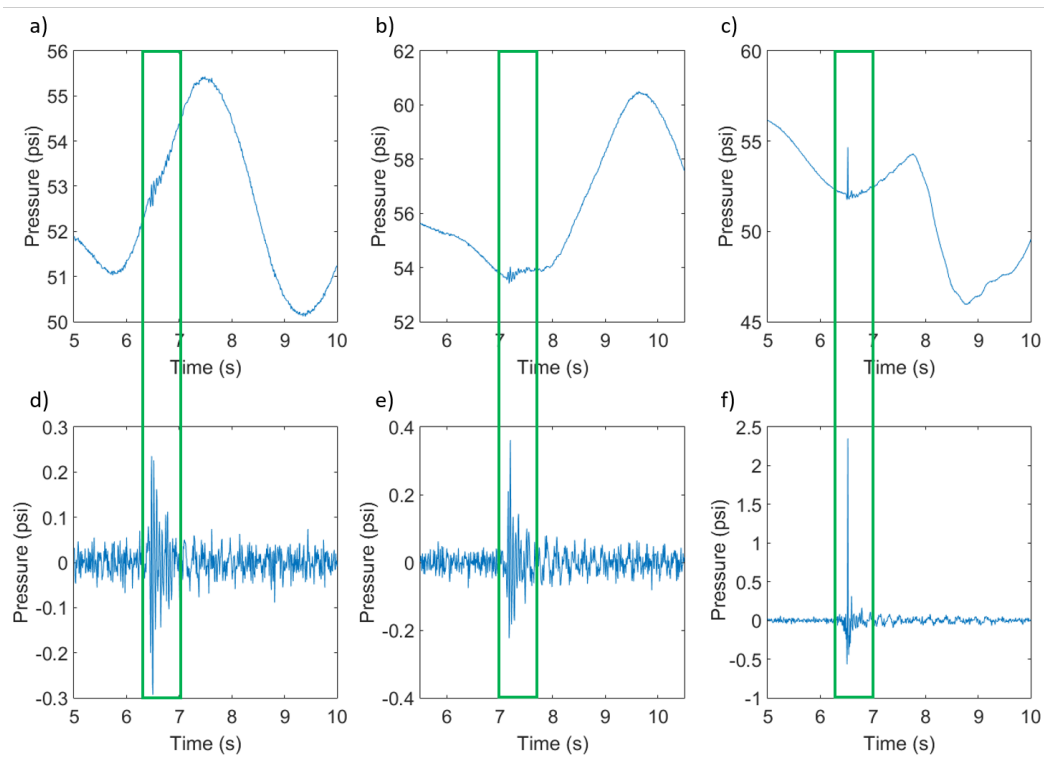 a) b) c)
56 62 60
55 60
54 58 55
Pressure (psi) Pressure (psi) Pressure (psi)
53
52 56 50
51 54
50 52 45
5 6 7 8 9 10 6 7 8 9 10 5 6 7 8 9 10
Time (s) Time (s) Time (s)
d) e) f)
0.3 0.4 2.5
0.2 2
0.2 1.5
0.1
Pressure (psi) Pressure (psi) Pressure (psi)
1
0 0 0.5
-0.1 0
-0.2 -0.2 -0.5
-0.3 -0.4 -1
5 6 7 8 9 10 6 7 8 9 10 5 6 7 8 9 10
Time (s) Time (s) Time (s)